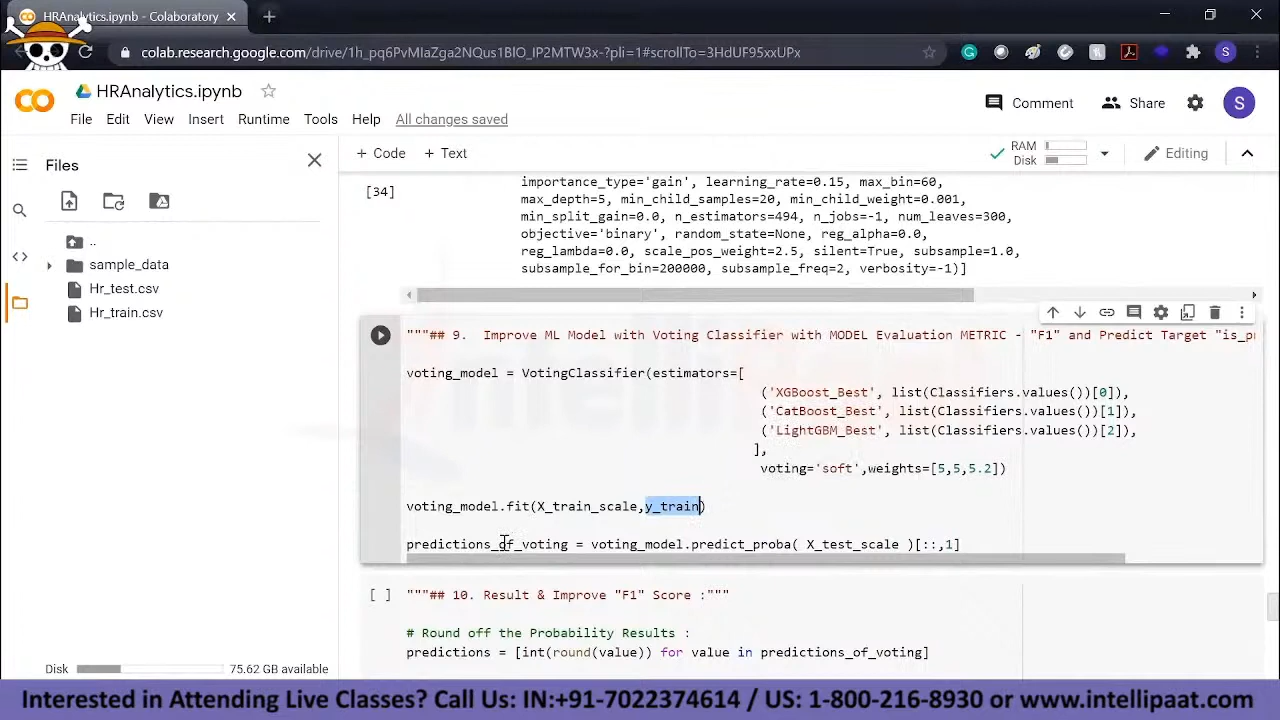 HRAnalytics.ipynb - Colaboratory
colab.research.google.com/drive/1h_pq6PvMIaZga2NQus1BIO_IP2MTW3x-?pli=1#scrollTo=3HdU5R5xxUPx
HRAnalytics.ipynb
Comment
Share
S
File Edit View Insert Runtime Tools Help All changes saved
Files
+ Code + Text
RAM
Disk
Editing
..
sample_data
Hr_test.csv
Hr_train.csv
[34]
importance_type='gain', learning_rate=0.15, max_bin=60,
max_depth=5, min_child_samples=20, min_child_weight=0.001,
min_split_gain=0.0, n_estimators=494, n_jobs=-1, num_leaves=300,
objective='binary', random_state=None, reg_alpha=0.0,
reg_lambda=0.0, scale_pos_weight=2.5, silent=True, subsample=1.0,
subsample_for_bin=200000, subsample_freq=2, verbosity=-1)]
"""## 9.  Improve ML Model with Voting Classifier with MODEL Evaluation METRIC - "F1" and Predict Target "is_pr
voting_model = VotingClassifier(estimators=[
('XGBoost_Best', list(Classifiers.values())[0]),
('CatBoost_Best', list(Classifiers.values())[1]),
('LightGBM_Best', list(Classifiers.values())[2]),
],
voting='soft',weights=[5,5,5.2])
voting_model.fit(X_train_scale,y_train)
predictions_of_voting = voting_model.predict_proba( X_test_scale )[::,1]
[ ] """## 10. Result & Improve "F1" Score :"""
# Round off the Probability Results :
predictions = [int(round(value)) for value in predictions_of_voting]
Disk 75.62 GB available
Interested in Attending Live Classes? Call Us: IN:+91-7022374614 / US: 1-800-216-8930 or www.intellipaat.com